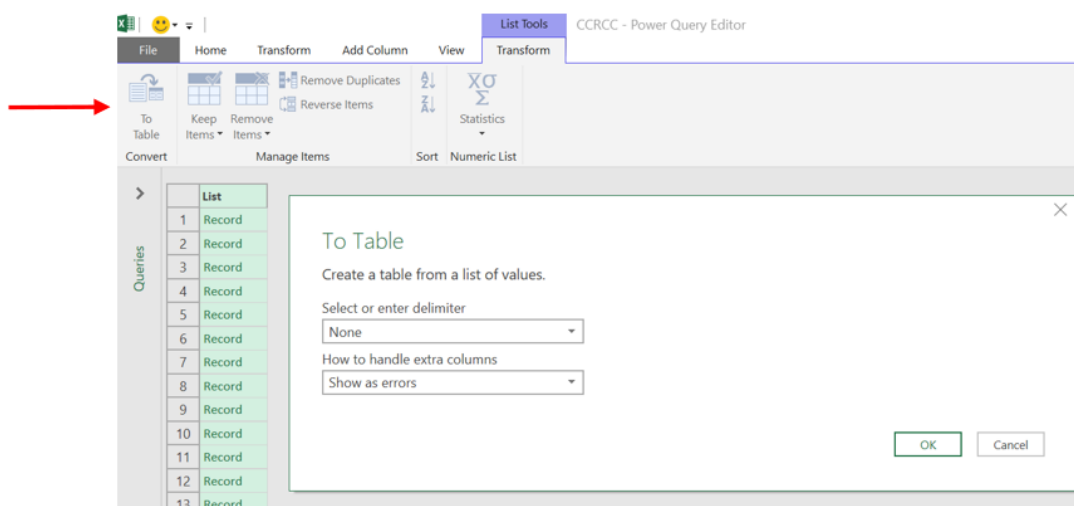 List Tools CCRCC - Power Query Editor
File Home Transform Add Column View Transform
To Table
Keep Items
Remove Items
Remove Duplicates
Reverse Items
A Z
Z A
Χσ
Σ
Statistics
Convert Manage Items Sort Numeric List
Queries
List
1 Record
2 Record
3 Record
4 Record
5 Record
6 Record
7 Record
8 Record
9 Record
10 Record
11 Record
12 Record
13 Record
To Table
Create a table from a list of values.
Select or enter delimiter
None
How to handle extra columns
Show as errors
OK Cancel